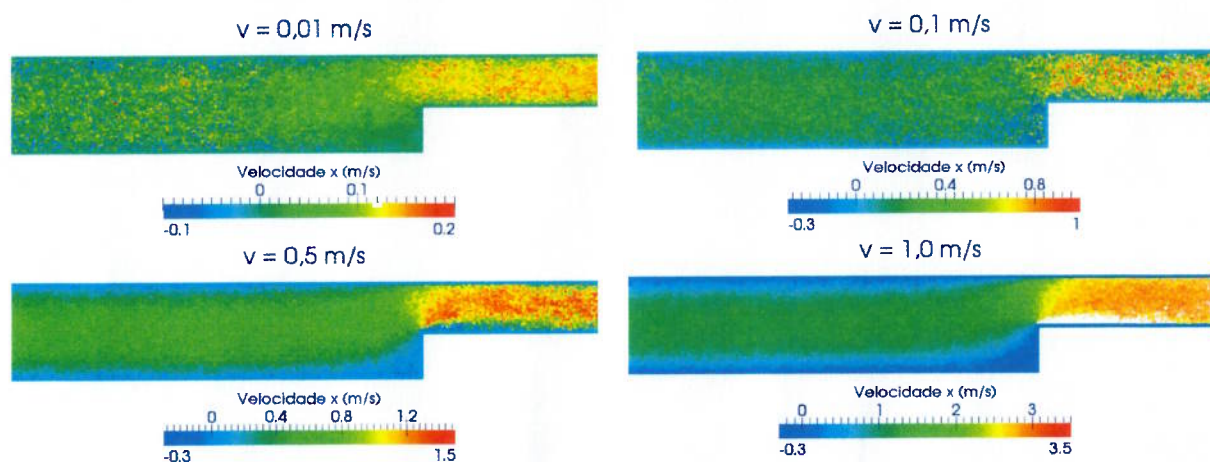 v = 0,01 m/s
v = 0,1 m/s
Velocidade x (m/s)
0 0.1
-0.1 0.2
Velocidade x (m/s)
0 0.4 0.8
-0.3 1
v = 0,5 m/s
v = 1,0 m/s
Velocidade x (m/s)
0 0.4 0.8 1.2
-0.3 1.5
Velocidade x (m/s)
0 1 2 3
-0.3 3.5